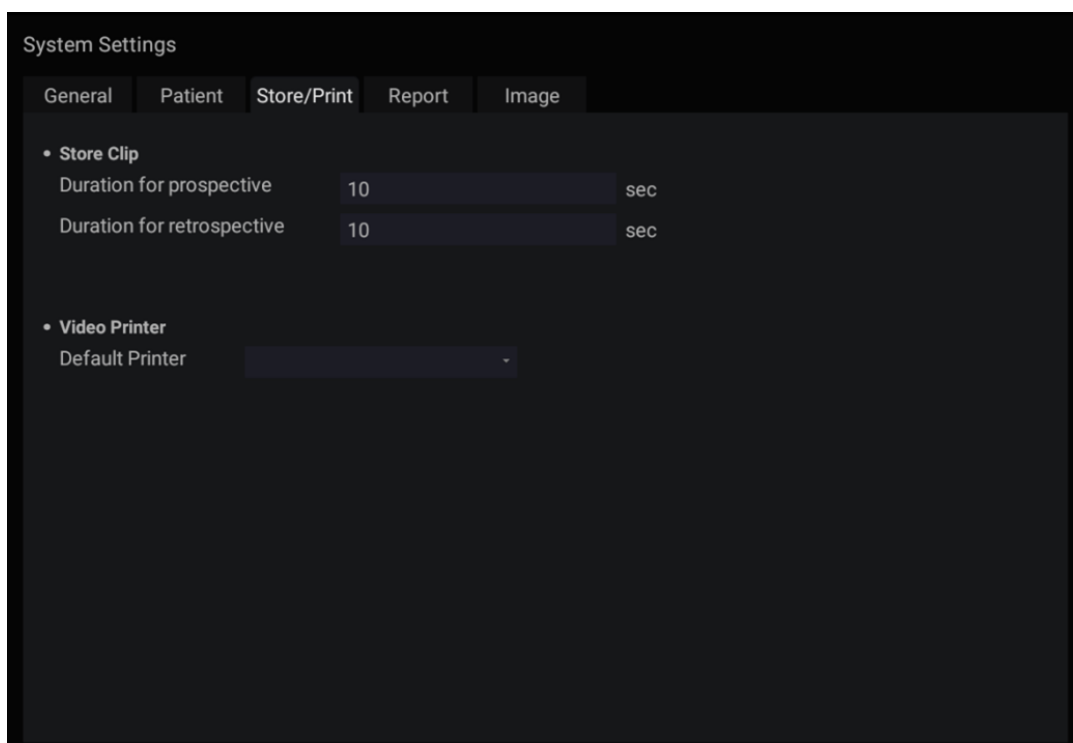 System Settings
General Patient Store/Print Report Image
• Store Clip
Duration for prospective 10 sec
Duration for retrospective 10 sec
• Video Printer
Default Printer